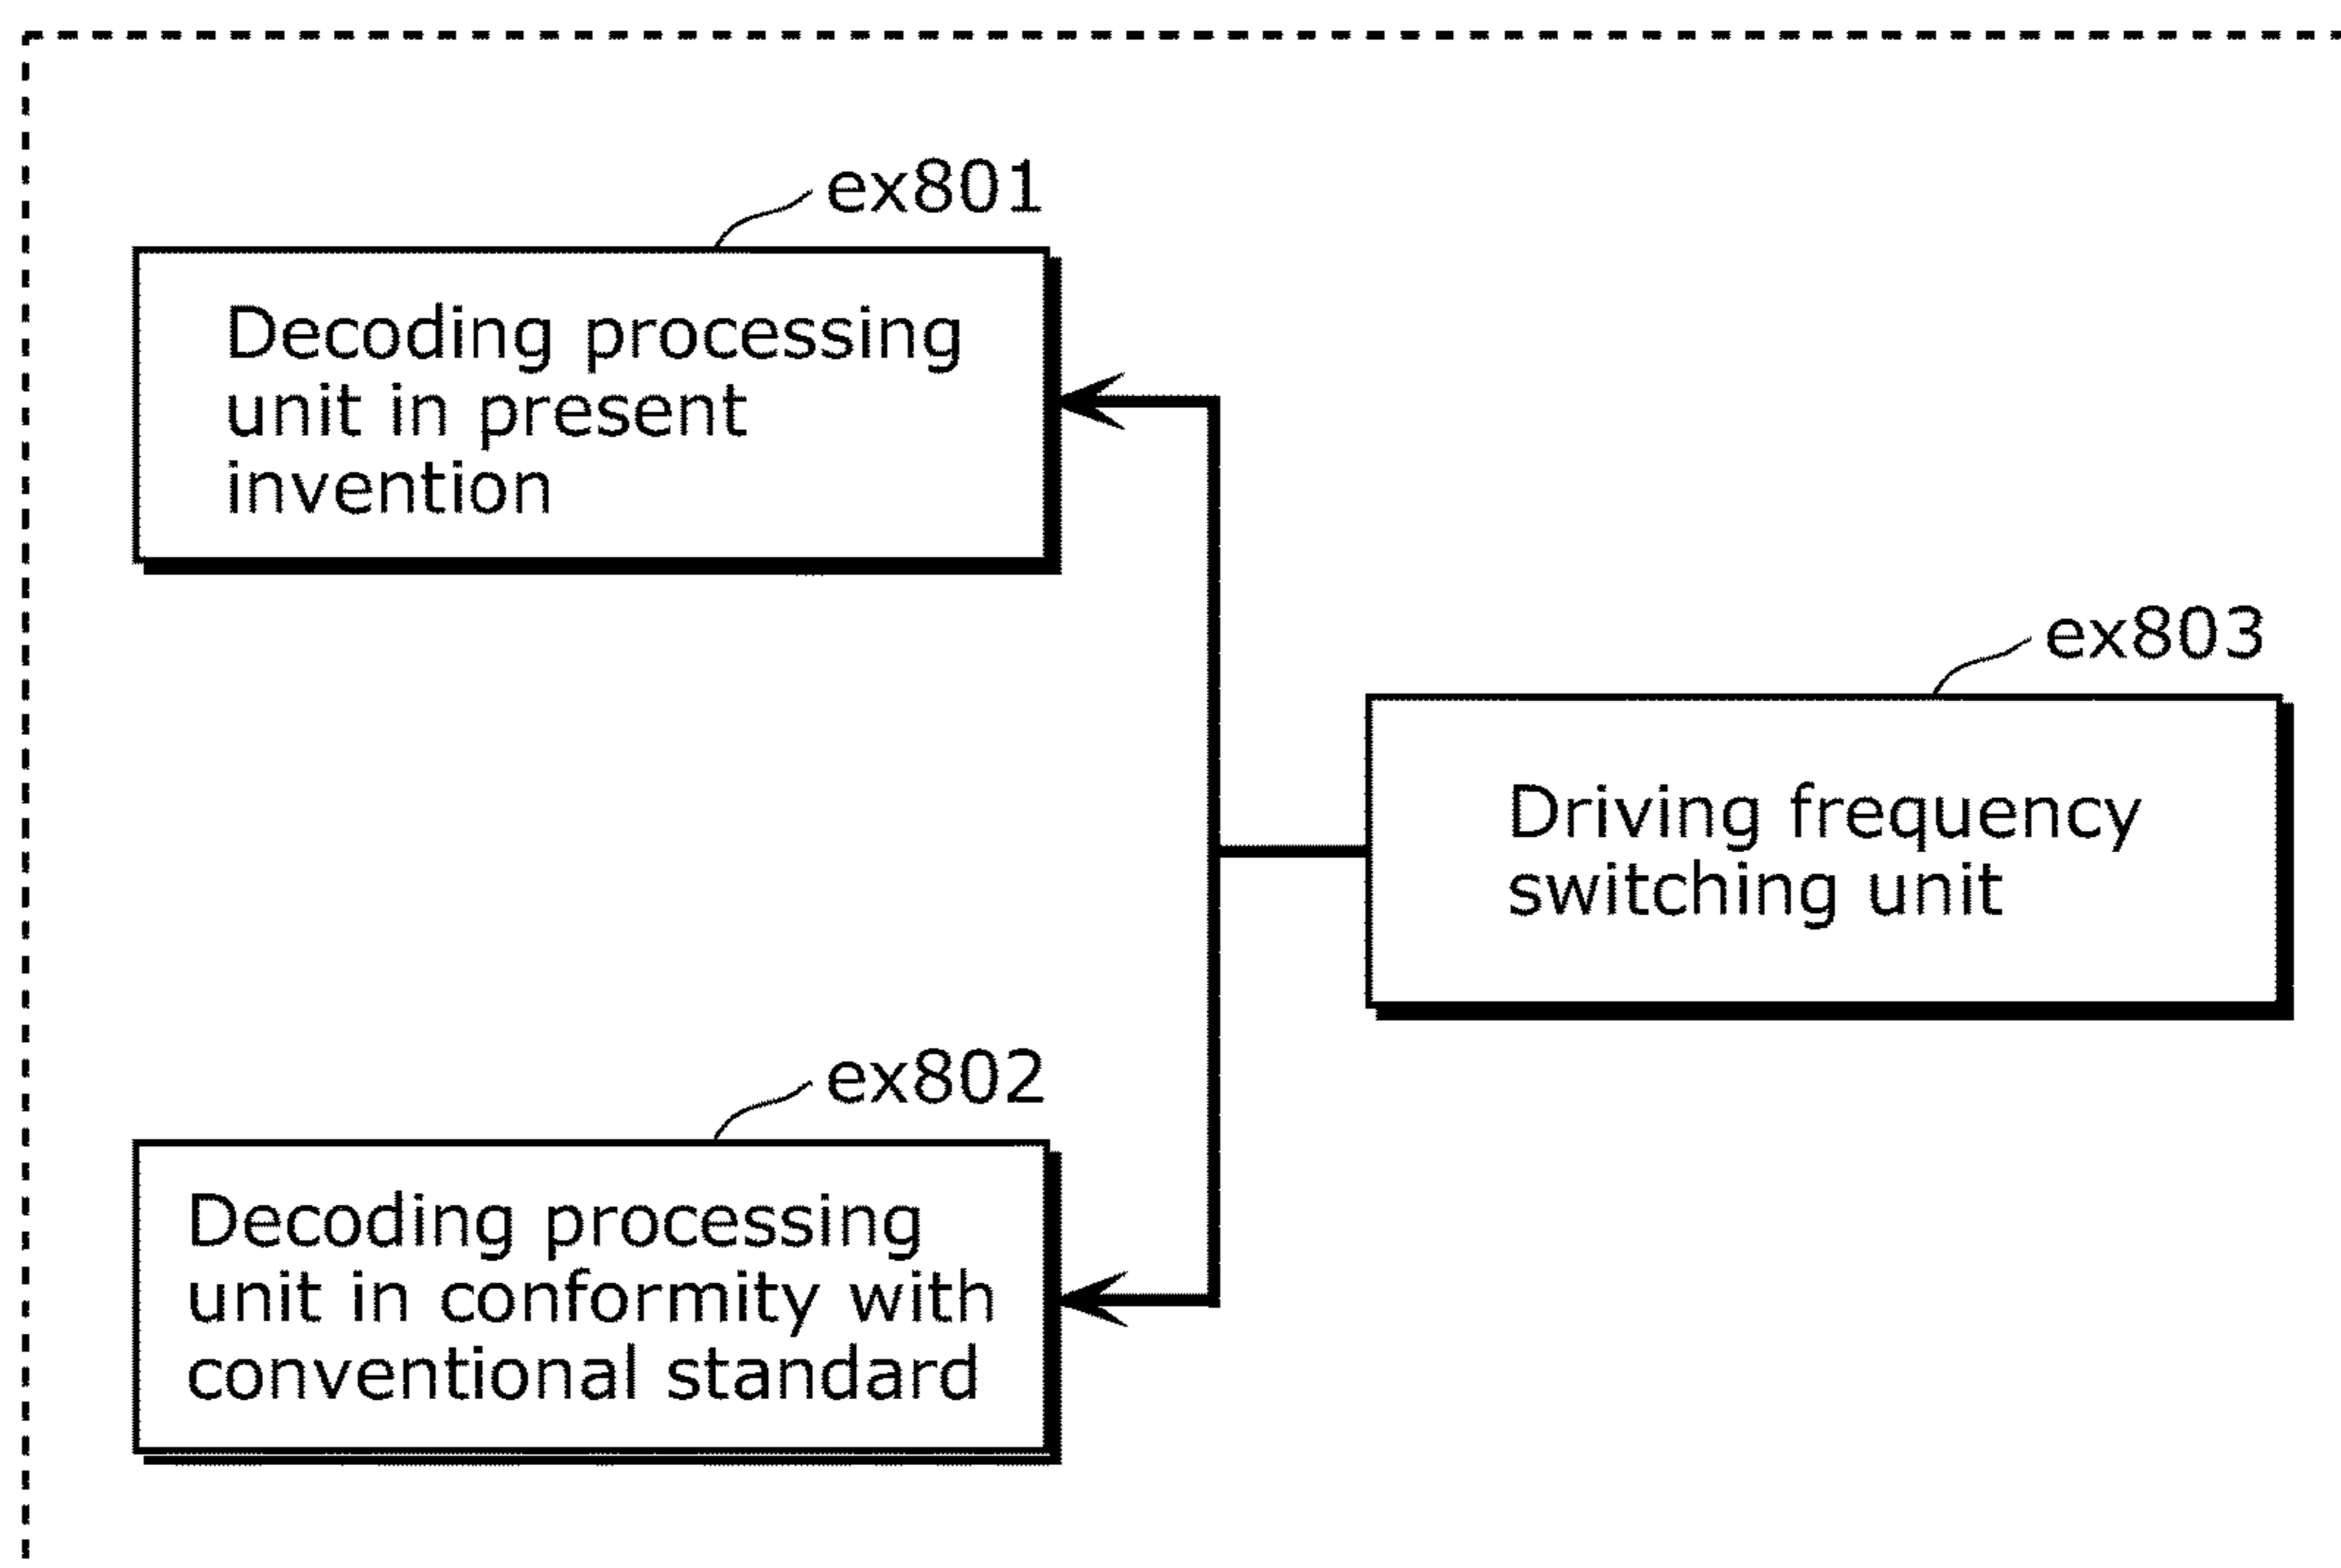 ex801
Decoding processing
unit in present
invention
ex803
Driving frequency
switching unit
ex802
Decoding processing
unit in conformity with
conventional standard